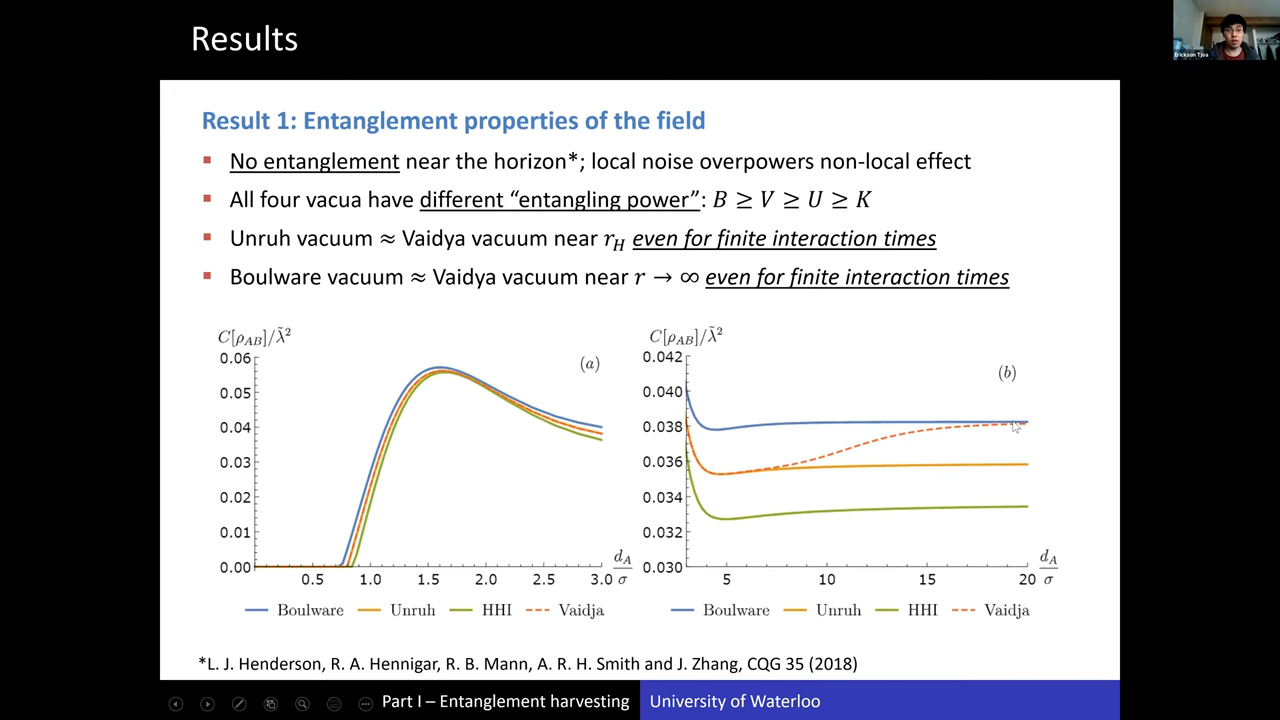 Results
Erickson Tjoa
Result 1: Entanglement properties of the field
▪ No entanglement near the horizon*; local noise overpowers non-local effect
▪ All four vacua have different “entangling power”: B ≥ V ≥ U ≥ K
▪ Unruh vacuum ≈ Vaidya vacuum near r_H even for finite interaction times
▪ Boulware vacuum ≈ Vaidya vacuum near r → ∞ even for finite interaction times
C[ρ_AB]/λ̃²
(a)
0.06
0.05
0.04
0.03
0.02
0.01
0.00
0.5 1.0 1.5 2.0 2.5 3.0
d_A/σ
Boulware Unruh HHI Vaidja
C[ρ_AB]/λ̃²
(b)
0.042
0.040
0.038
0.036
0.034
0.032
0.030
5 10 15 20
d_A/σ
Boulware Unruh HHI Vaidja
*L. J. Henderson, R. A. Hennigar, R. B. Mann, A. R. H. Smith and J. Zhang, CQG 35 (2018)
Part I – Entanglement harvesting
University of Waterloo